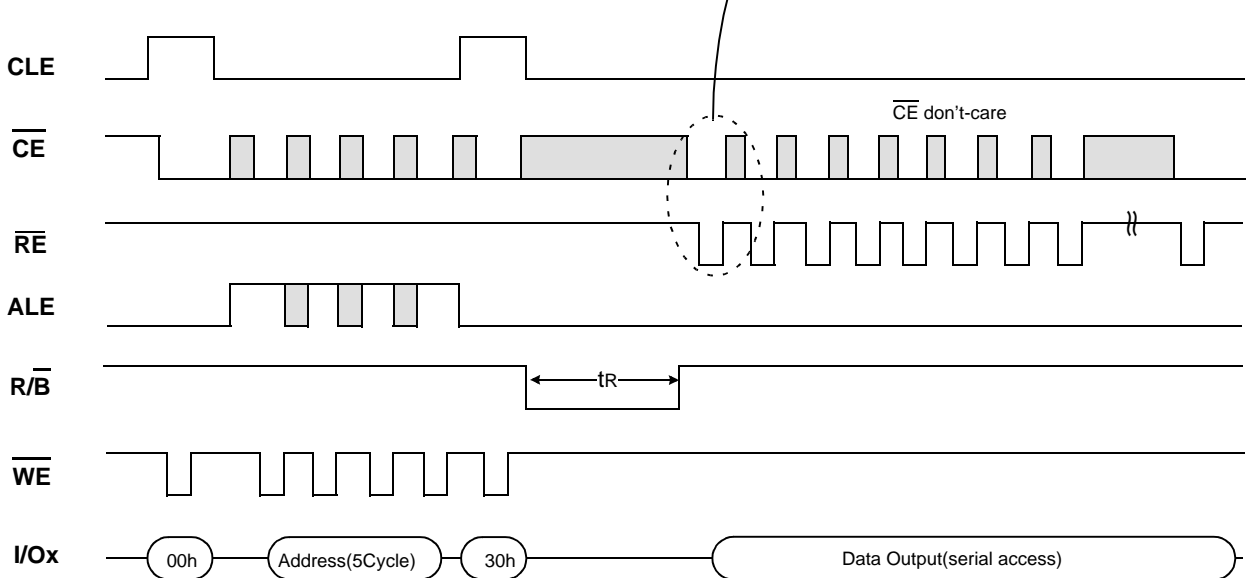 CLE
CE don't-care
CE
RE
ALE
R/B
tR
WE
I/Ox
00h
Address(5Cycle)
30h
Data Output(serial access)